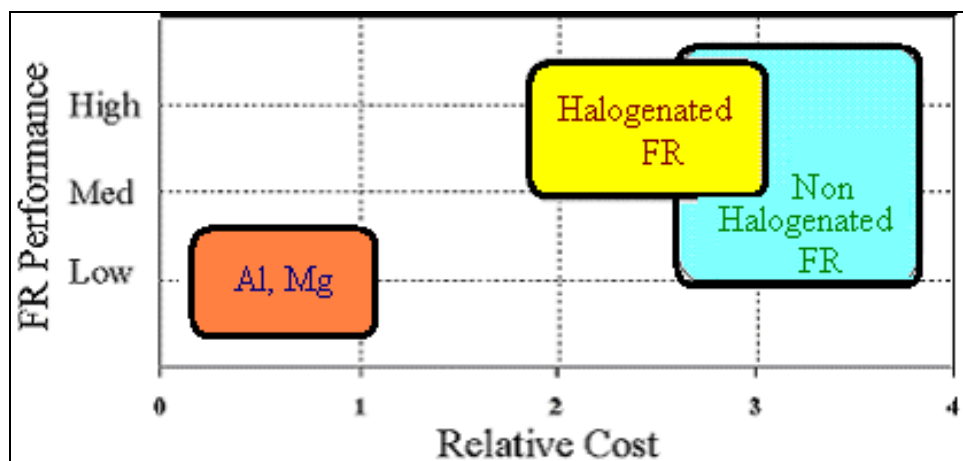 FR Performance
High
Med
Low
Halogenated
FR
Non
Halogenated
FR
Al, Mg
0 1 2 3 4
Relative Cost